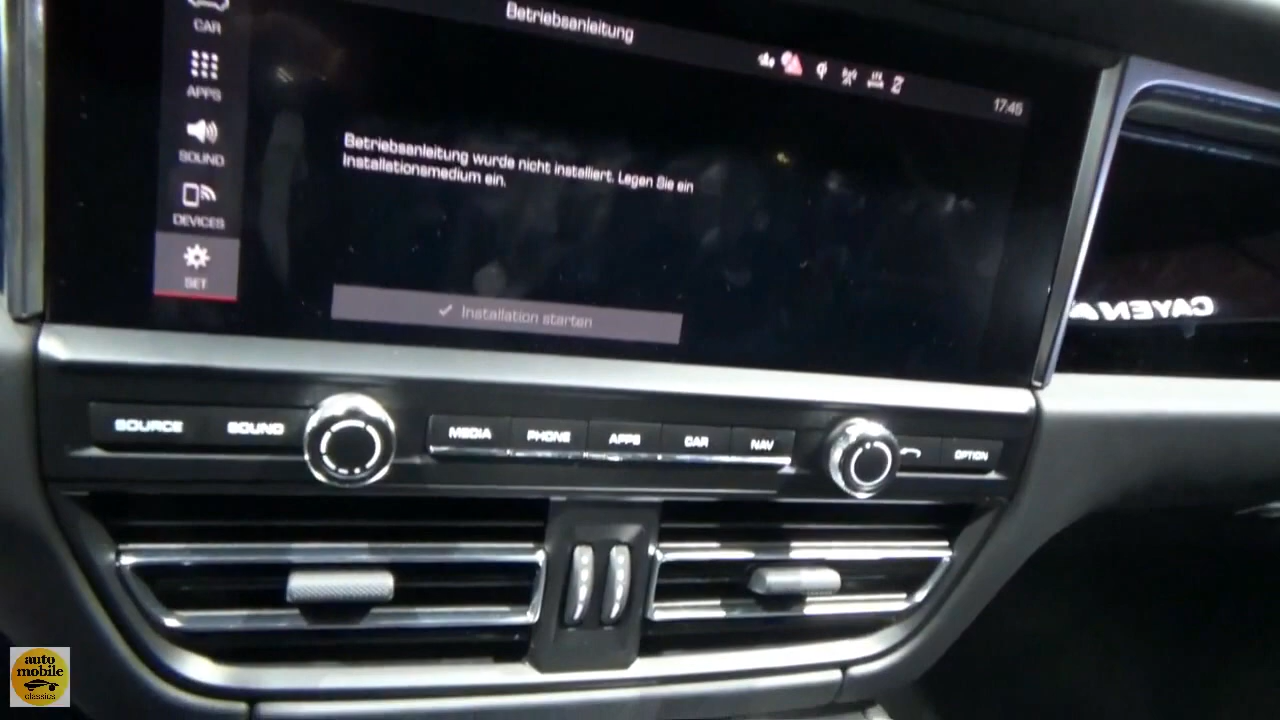 Betriebsanleitung
CAR
17:45
APPS
SOUND
DEVICES
SET
Betriebsanleitung wurde nicht installiert. Legen Sie ein
Installationsmedium ein.
Installation starten
SOURCE SOUND MEDIA PHONE APPS CAR NAV OPTION
auto
mobile
classics